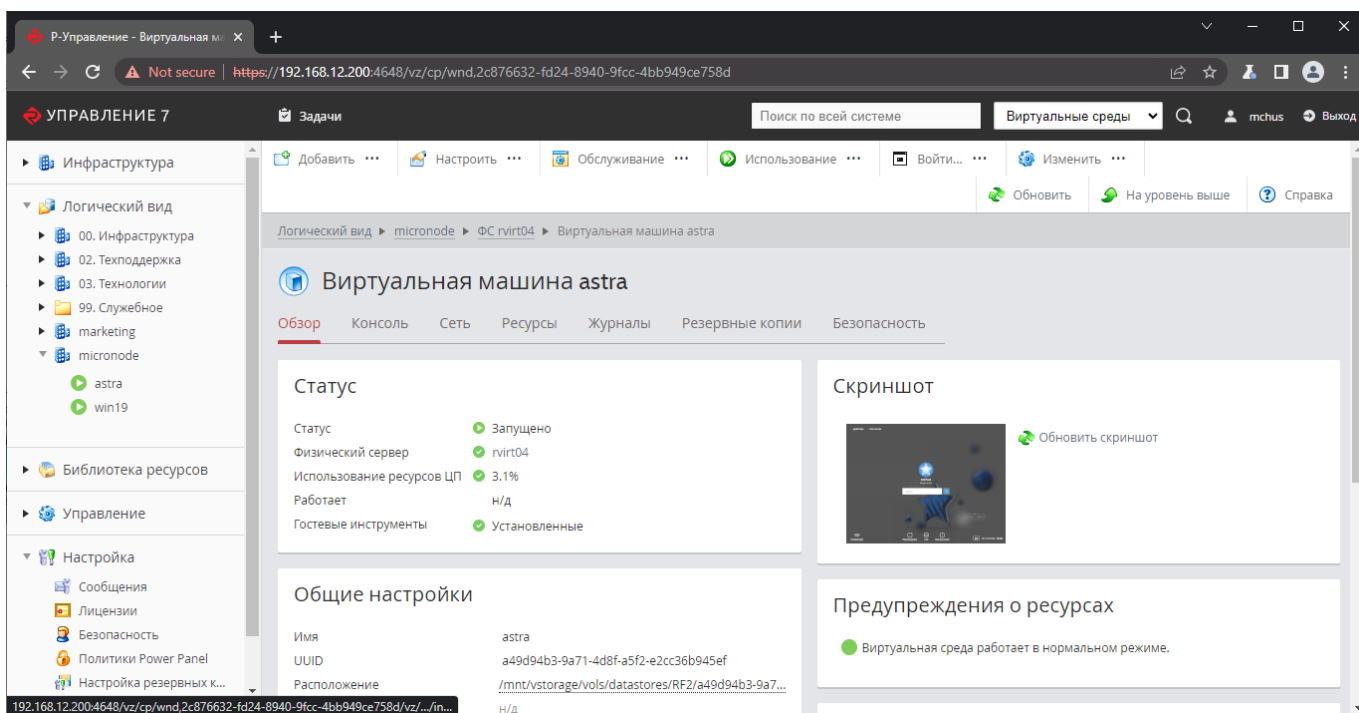 Р-Управление - Виртуальная ма
Not secure | https://192.168.12.200:4648/vz/cp/wnd,2c876632-fd24-8940-9fcc-4bb949ce758d
УПРАВЛЕНИЕ 7
Задачи
Поиск по всей системе
Виртуальные среды
mchus
Выход
Инфраструктура
Логический вид
00. Инфраструктура
02. Техподдержка
03. Технологии
99. Служебное
marketing
micronode
astra
win19
Библиотека ресурсов
Управление
Настройка
Сообщения
Лицензии
Безопасность
Политики Power Panel
Настройка резервных к...
192.168.12.200:4648/vz/cp/wnd,2c876632-fd24-8940-9fcc-4bb949ce758d/vz/.../in...
Добавить ••• Настроить ••• Обслуживание ••• Использование ••• Войти... ••• Изменить •••
Обновить На уровень выше Справка
Логический вид ▸ micronode ▸ ФС rvirt04 ▸ Виртуальная машина astra
Виртуальная машина astra
Обзор Консоль Сеть Ресурсы Журналы Резервные копии Безопасность
Статус
Статус Запущено
Физический сервер rvirt04
Использование ресурсов ЦП 3.1%
Работает н/д
Гостевые инструменты Установленные
Общие настройки
Имя astra
UUID a49d94b3-9a71-4d8f-a5f2-e2cc36b945ef
Расположение /mnt/vstorage/vols/datastores/RF2/a49d94b3-9a7...
н/д
Скриншот
Обновить скриншот
Предупреждения о ресурсах
Виртуальная среда работает в нормальном режиме.